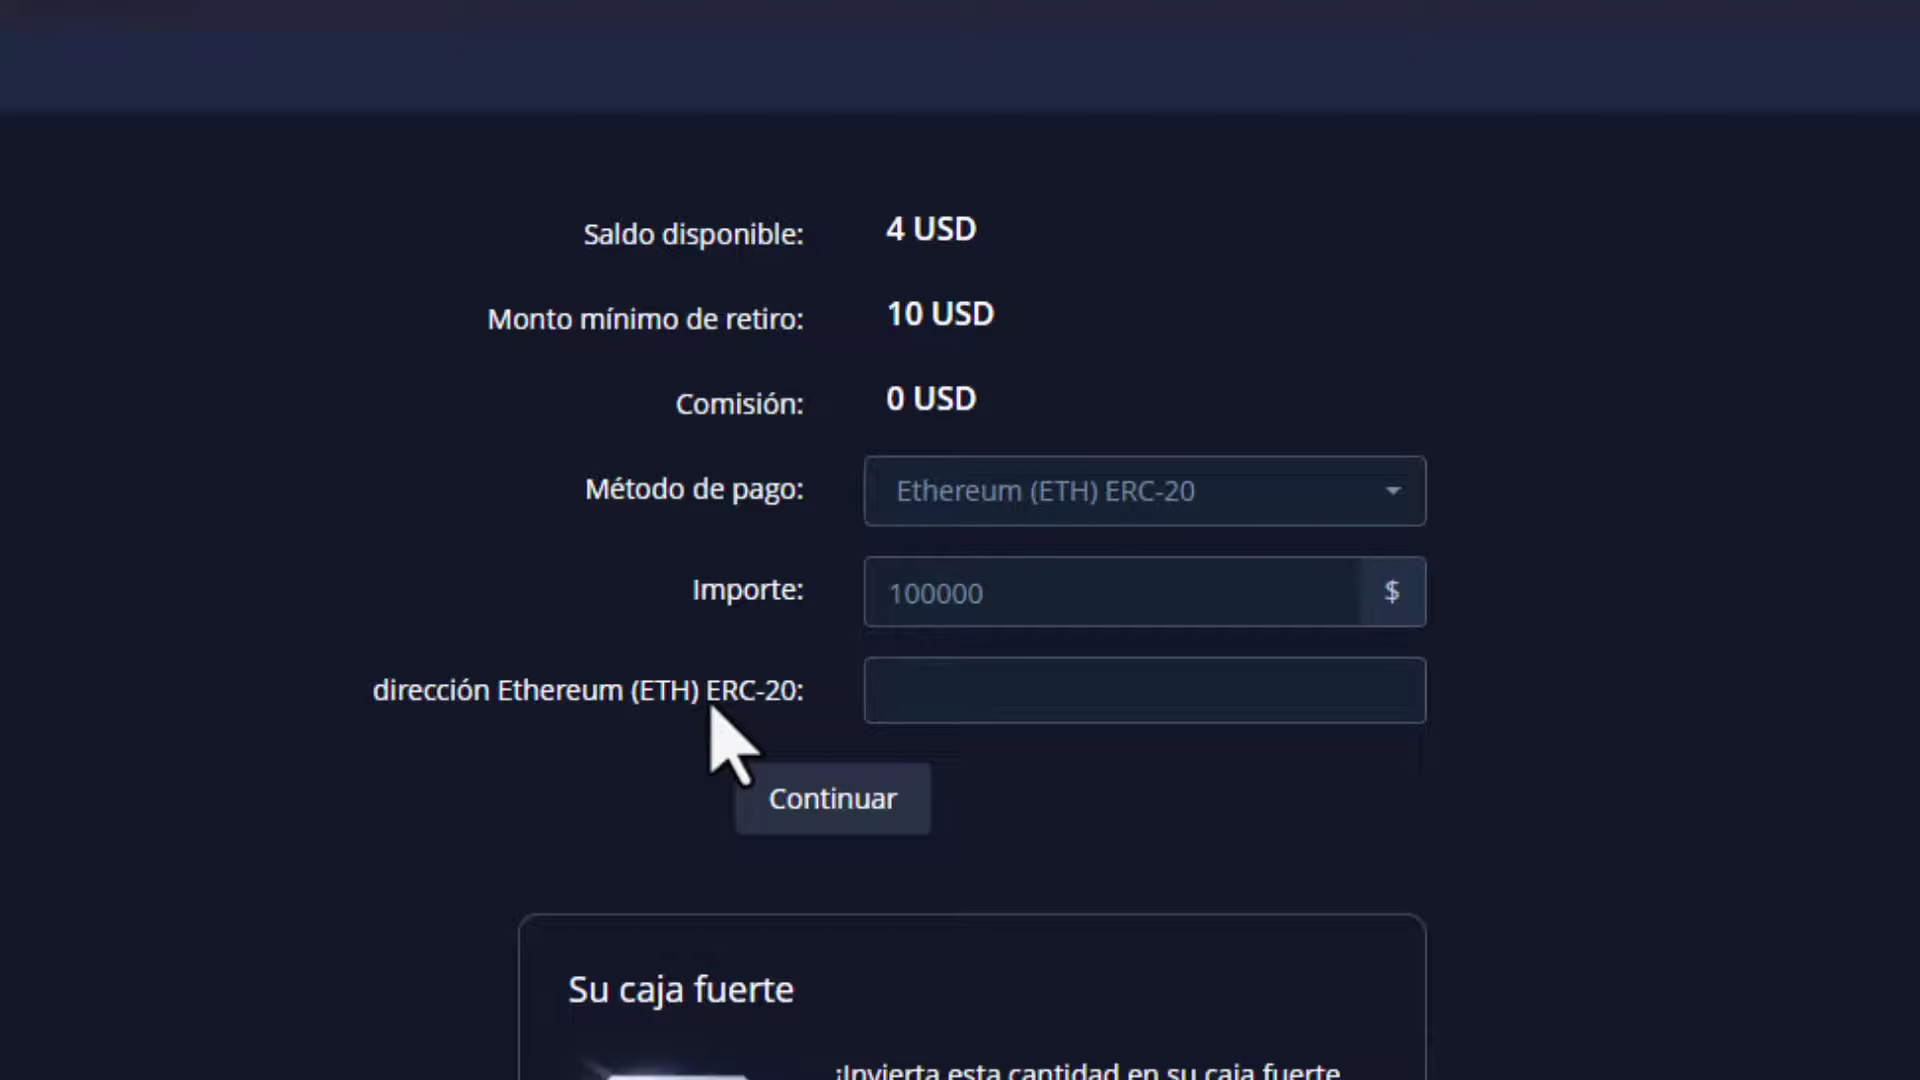 Saldo disponible: 4 USD
Monto mínimo de retiro: 10 USD
Comisión: 0 USD
Método de pago: Ethereum (ETH) ERC-20
Importe: 100000 $
dirección Ethereum (ETH) ERC-20:
Continuar
Su caja fuerte
¡Invierta esta cantidad en su caja fuerte